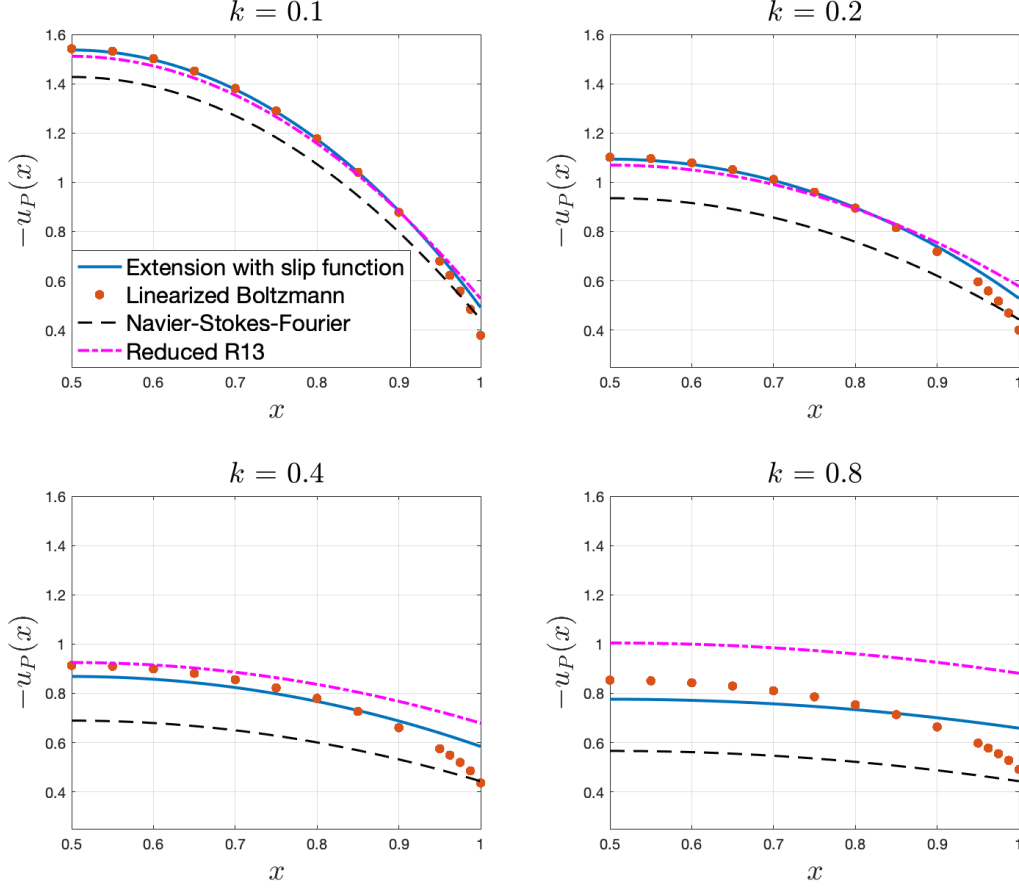 k = 0.1
1.6
1.4
1.2
1
0.8
0.6
0.4
−u_P(x)
Extension with slip function
Linearized Boltzmann
Navier-Stokes-Fourier
Reduced R13
0.5 0.6 0.7 0.8 0.9 1
x
k = 0.2
1.6
1.4
1.2
1
0.8
0.6
0.4
−u_P(x)
0.5 0.6 0.7 0.8 0.9 1
x
k = 0.4
1.6
1.4
1.2
1
0.8
0.6
0.4
−u_P(x)
0.5 0.6 0.7 0.8 0.9 1
x
k = 0.8
1.6
1.4
1.2
1
0.8
0.6
0.4
−u_P(x)
0.5 0.6 0.7 0.8 0.9 1
x